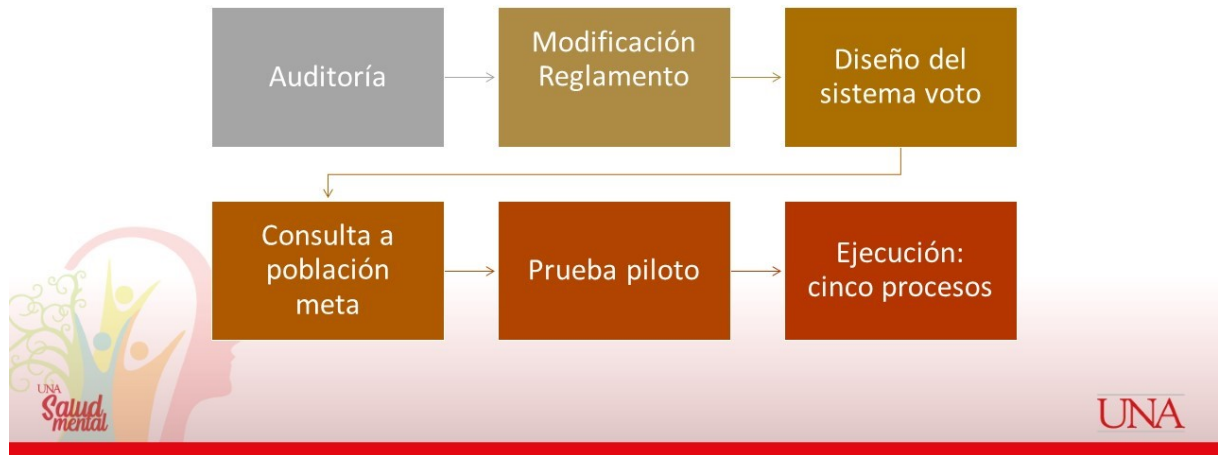 Auditoría
Modificación
Reglamento
Diseño del
sistema voto
Consulta a
población
meta
Prueba piloto
Ejecución:
cinco procesos
UNA
Salud
mental
UNA